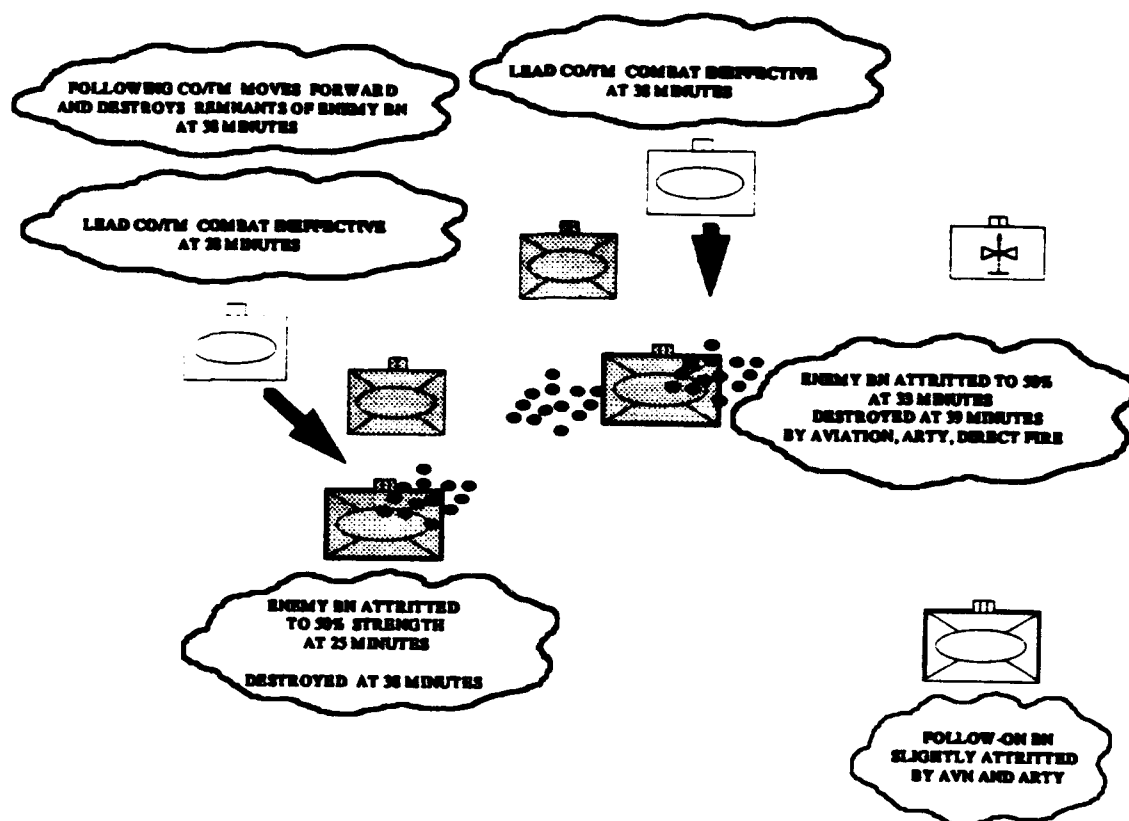 FOLLOWING CO/TM MOVES FORWARD
AND DESTROYS REMNANTS OF ENEMY BN
AT 38 MINUTES
LEAD CO/TM COMBAT INEFFECTIVE
AT 38 MINUTES
LEAD CO/TM COMBAT INEFFECTIVE
AT 28 MINUTES
ENEMY BN ATTRITTED TO 50%
AT 33 MINUTES
DESTROYED AT 39 MINUTES
BY AVIATION, ARTY, DIRECT FIRE
ENEMY BN ATTRITTED
TO 50% STRENGTH
AT 25 MINUTES
DESTROYED AT 38 MINUTES
FOLLOW-ON BN
SLIGHTLY ATTRITTED
BY AVN AND ARTY